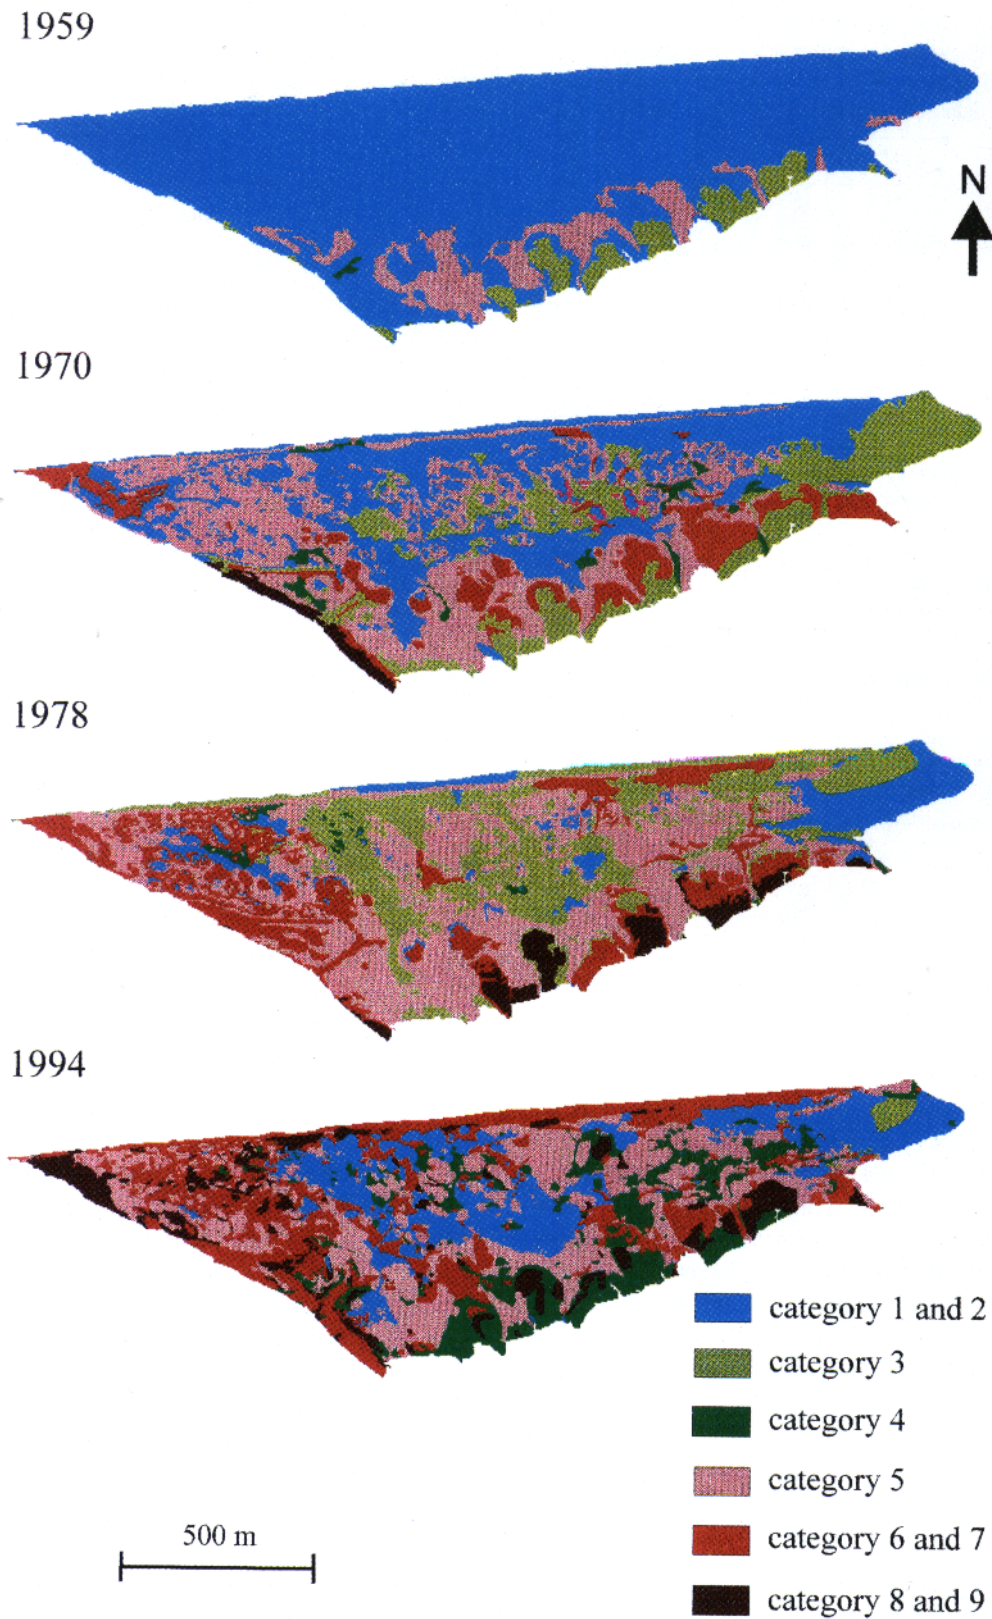 1959
N
1970
1978
1994
category 1 and 2
category 3
category 4
category 5
category 6 and 7
category 8 and 9
500 m